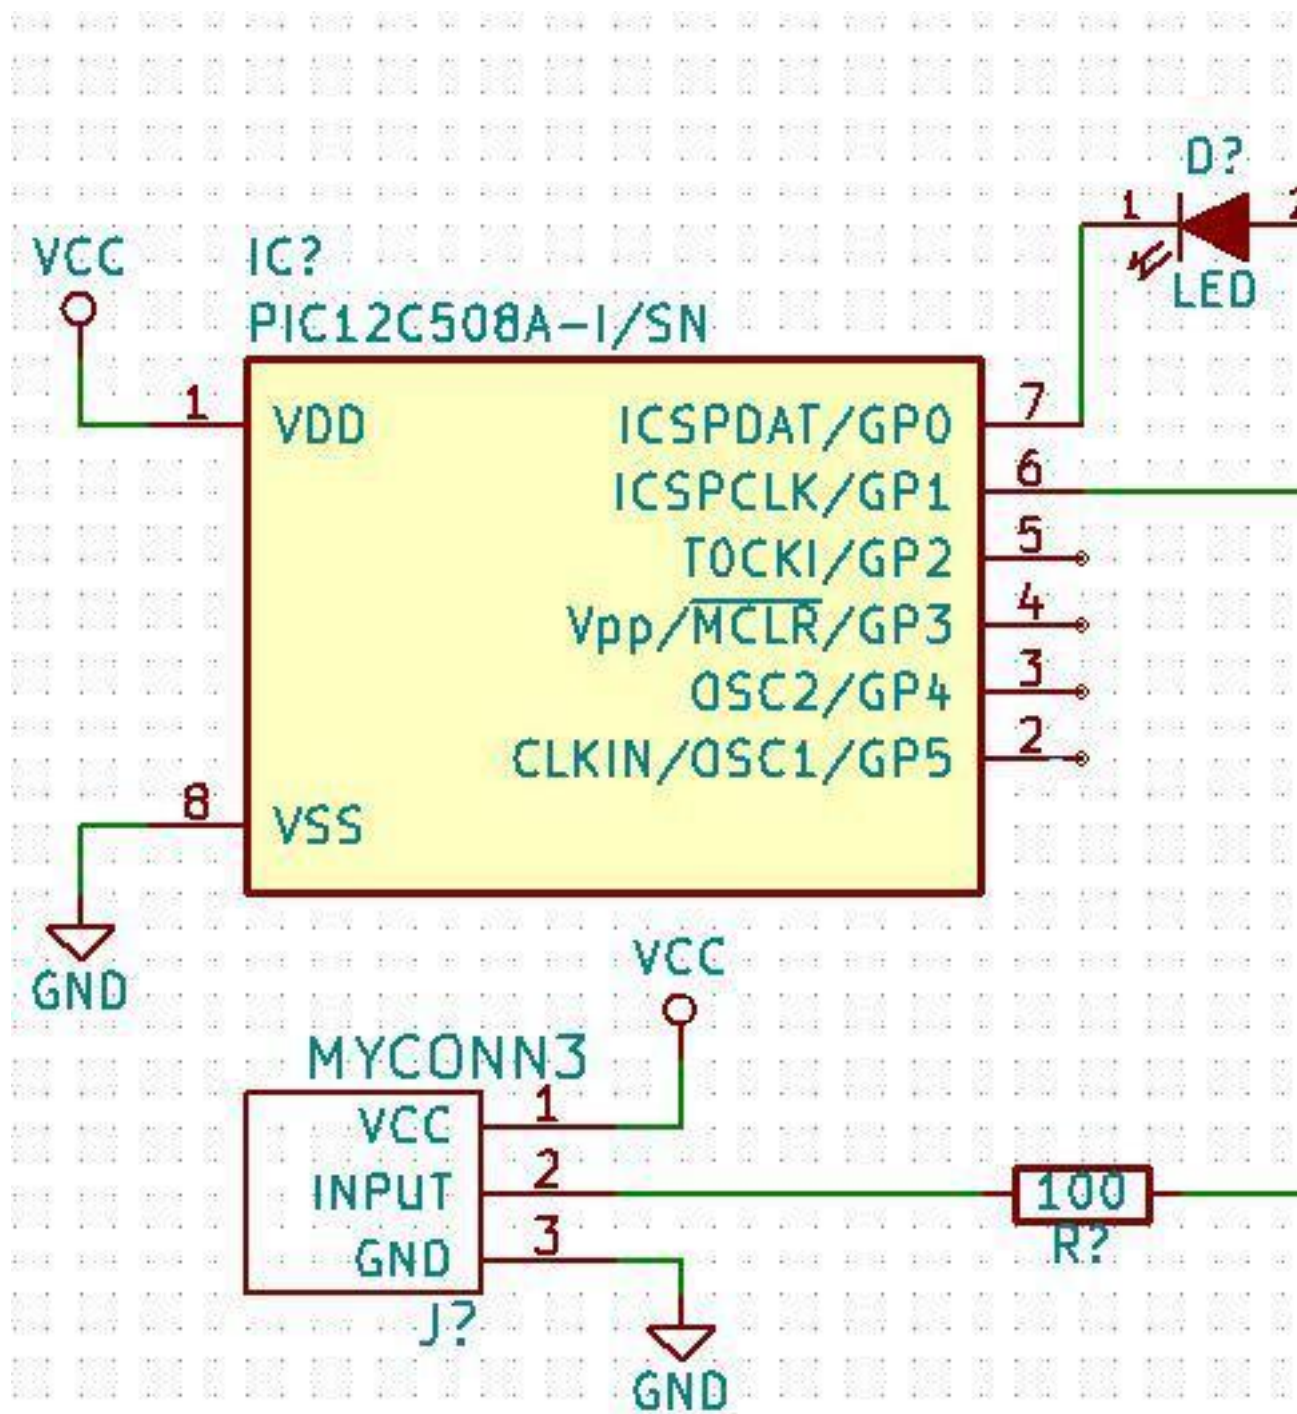 D?
1
2
LED
VCC
IC?
PIC12C508A-I/SN
1
VDD
ICSPDAT/GP0
7
ICSPCLK/GP1
6
T0CKI/GP2
5
Vpp/MCLR/GP3
4
OSC2/GP4
3
CLKIN/OSC1/GP5
2
8
VSS
GND
VCC
MYCONN3
VCC
1
INPUT
2
GND
3
J?
GND
100
R?